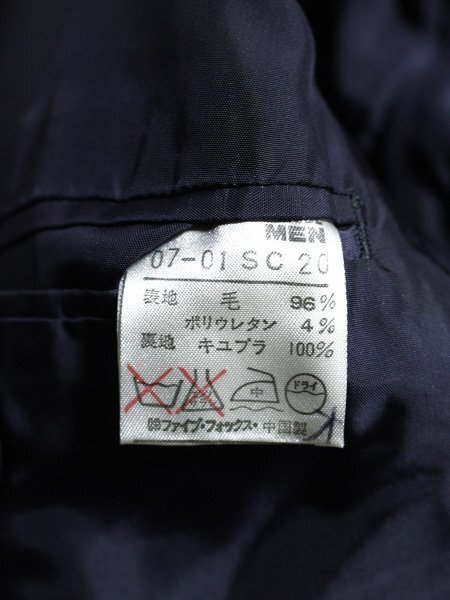 MEN
07-01 SC 20
表地 毛 96%
ポリウレタン 4%
裏地 キュプラ 100%
中 ドライ
㈱ファイブ・フォックス・中国製